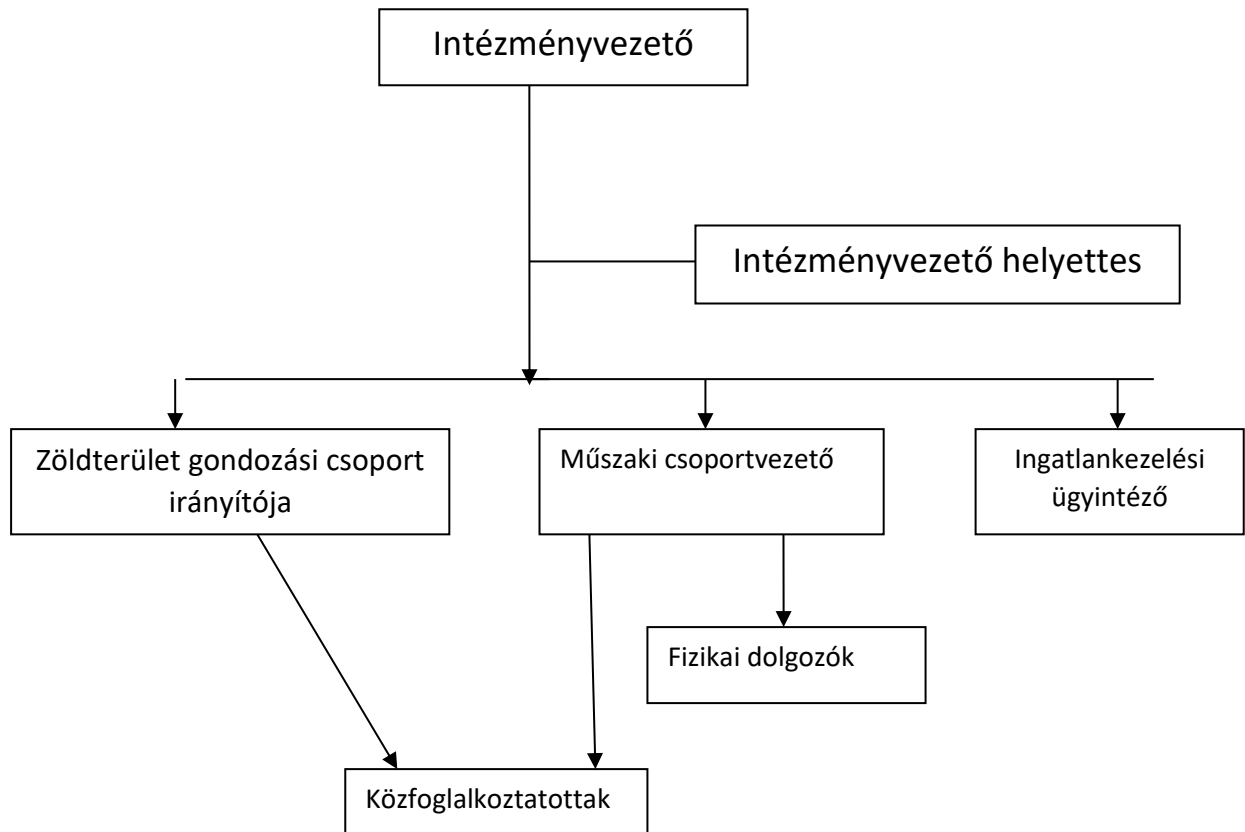 Intézményvezető
Intézményvezető helyettes
Zöldterület gondozási csoport
irányítója
Műszaki csoportvezető
Ingatlankezelési
ügyintéző
Fizikai dolgozók
Közfoglalkoztatottak